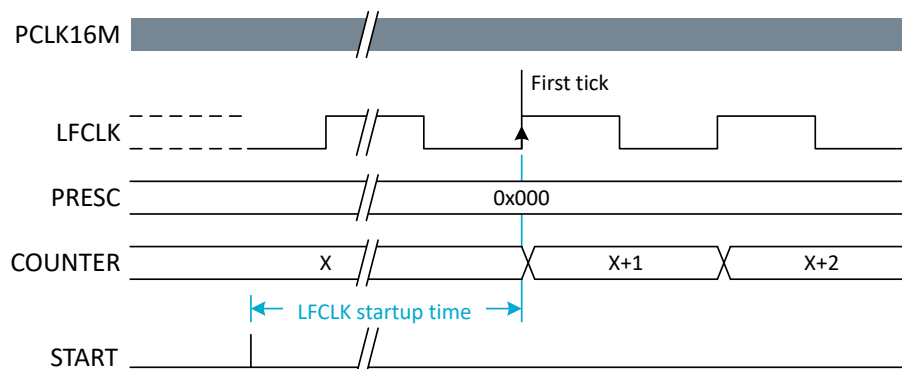 PCLK16M
First tick
LFCLK
PRESC
0x000
COUNTER
X
X+1
X+2
LFCLK startup time
START